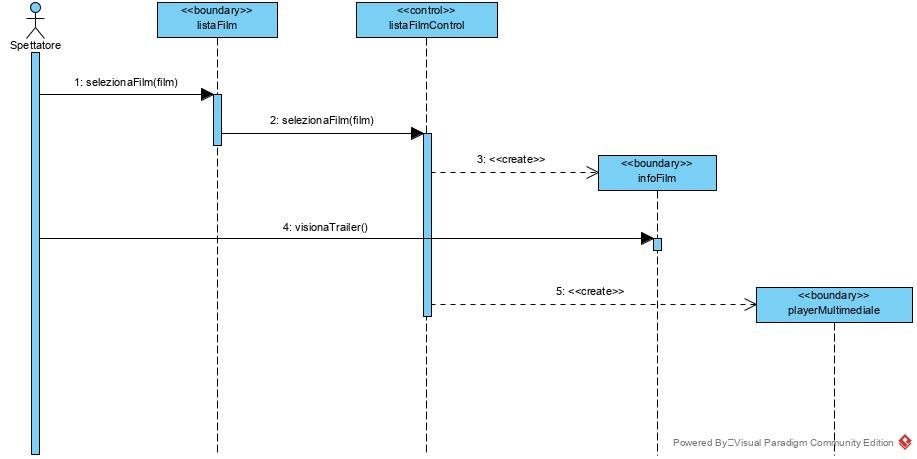 <<boundary>>
listaFilm
<<control>>
listaFilmControl
Spettatore
1: selezionaFilm(film)
2: selezionaFilm(film)
3: <<create>>
<<boundary>>
infoFilm
4: visionaTrailer()
5: <<create>>
<<boundary>>
playerMultimediale
Powered By Visual Paradigm Community Edition